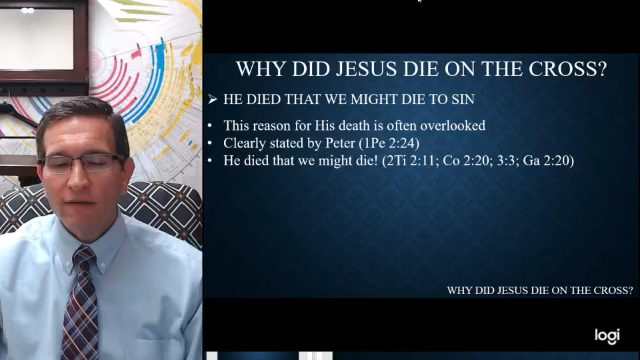 WHY DID JESUS DIE ON THE CROSS?
➢ HE DIED THAT WE MIGHT DIE TO SIN
• This reason for His death is often overlooked
• Clearly stated by Peter (1Pe 2:24)
• He died that we might die! (2Ti 2:11; Co 2:20; 3:3; Ga 2:20)
WHY DID JESUS DIE ON THE CROSS?
logi